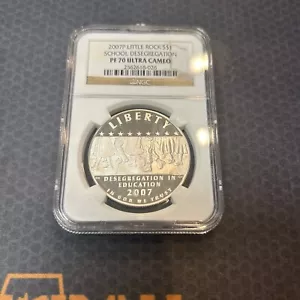 2007P LITTLE ROCK S$1
SCHOOL DESEGREGATION
PF 70 ULTRA CAMEO
NGC
LIBERTY
DESEGREGATION IN
EDUCATION
2007
IN GOD WE TRUST